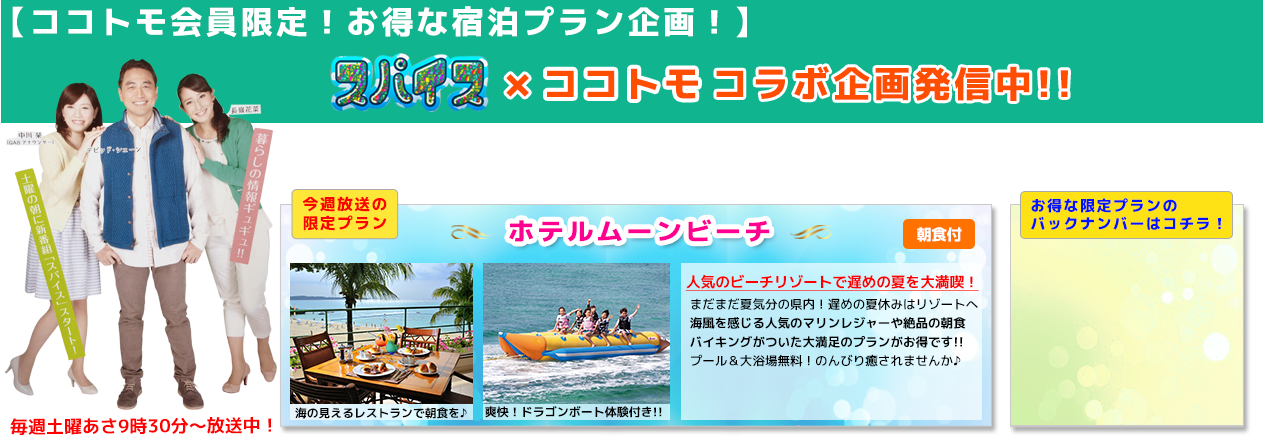 【ココトモ会員限定！お得な宿泊プラン企画！】
スパイス × ココトモ コラボ企画発信中!!
中川 栞
(QABアナウンサー)
デビッド・シェーン
長嶺花菜
土曜の朝に新番組「スパイス」スタート！
暮らしの情報ギュギュ!!
毎週土曜あさ9時30分～放送中！
今週放送の
限定プラン
ホテルムーンビーチ
朝食付
海の見えるレストランで朝食を♪
爽快！ドラゴンボート体験付き!!
人気のビーチリゾートで遅めの夏を大満喫！
まだまだ夏気分の県内！遅めの夏休みはリゾートへ
海風を感じる人気のマリンレジャーや絶品の朝食
バイキングがついた大満足のプランがお得です!!
プール＆大浴場無料！のんびり癒されませんか♪
お得な限定プランの
バックナンバーはコチラ！